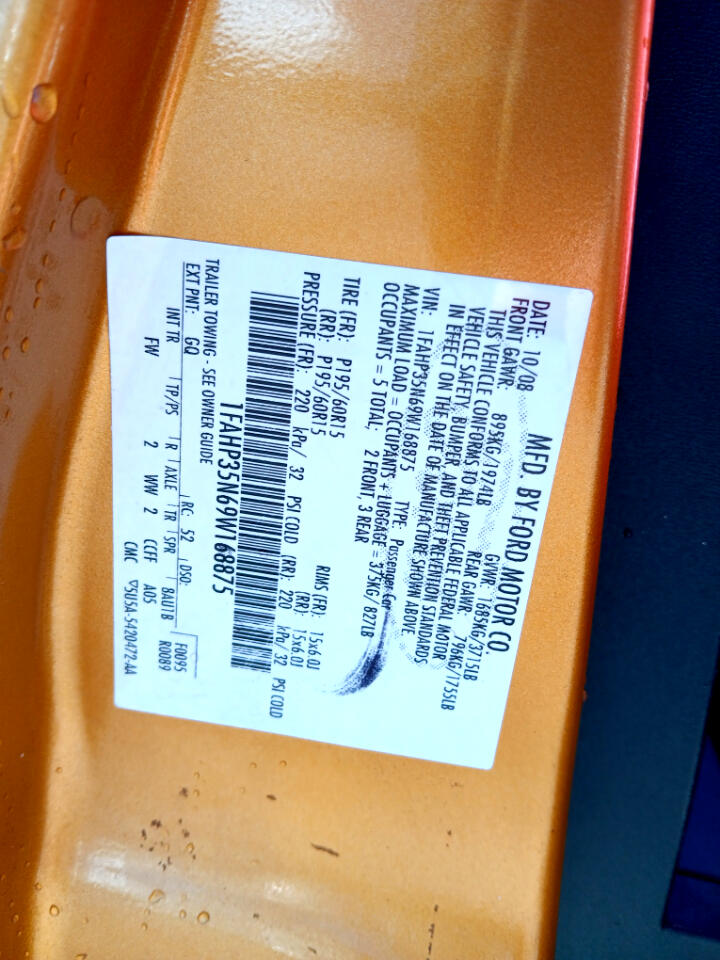 MFD. BY FORD MOTOR CO.
DATE: 10/08 GVWR: 1685KG/3715LB
FRONT GAWR: 895KG/1974LB REAR GAWR: 796KG/1755LB
THIS VEHICLE CONFORMS TO ALL APPLICABLE FEDERAL MOTOR
VEHICLE SAFETY, BUMPER, AND THEFT PREVENTION STANDARDS
IN EFFECT ON THE DATE OF MANUFACTURE SHOWN ABOVE.
VIN: 1FAHP35N69W168875 TYPE: Passenger Car
MAXIMUM LOAD = OCCUPANTS + LUGGAGE = 375KG/ 827LB
OCCUPANTS = 5 TOTAL, 2 FRONT, 3 REAR
TIRE (FR): P195/60R15 RIMS (FR): 15x6.0J
(RR): P195/60R15 (RR): 15x6.0J
PRESSURE (FR): 220 kPa/ 32 PSI COLD (RR): 220 kPa/ 32 PSI COLD
1FAHP35N69W168875
TRAILER TOWING - SEE OWNER GUIDE
EXT PNT: GQ RC: 52 DSO: F0095
INT TR TP/PS R AXLE TR SPR BAU1B R0089
FW 2 WW 2 CCFF A05
CMC 5U5A-5420472-AA